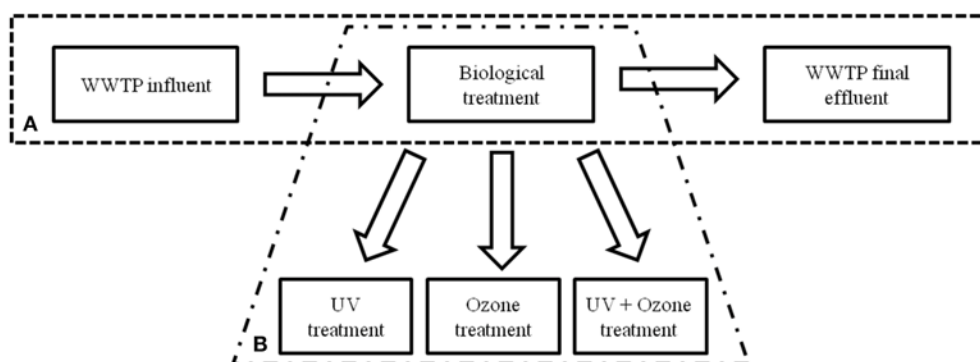 WWTP influent
Biological
treatment
WWTP final
effluent
A
UV
treatment
Ozone
treatment
UV + Ozone
treatment
B